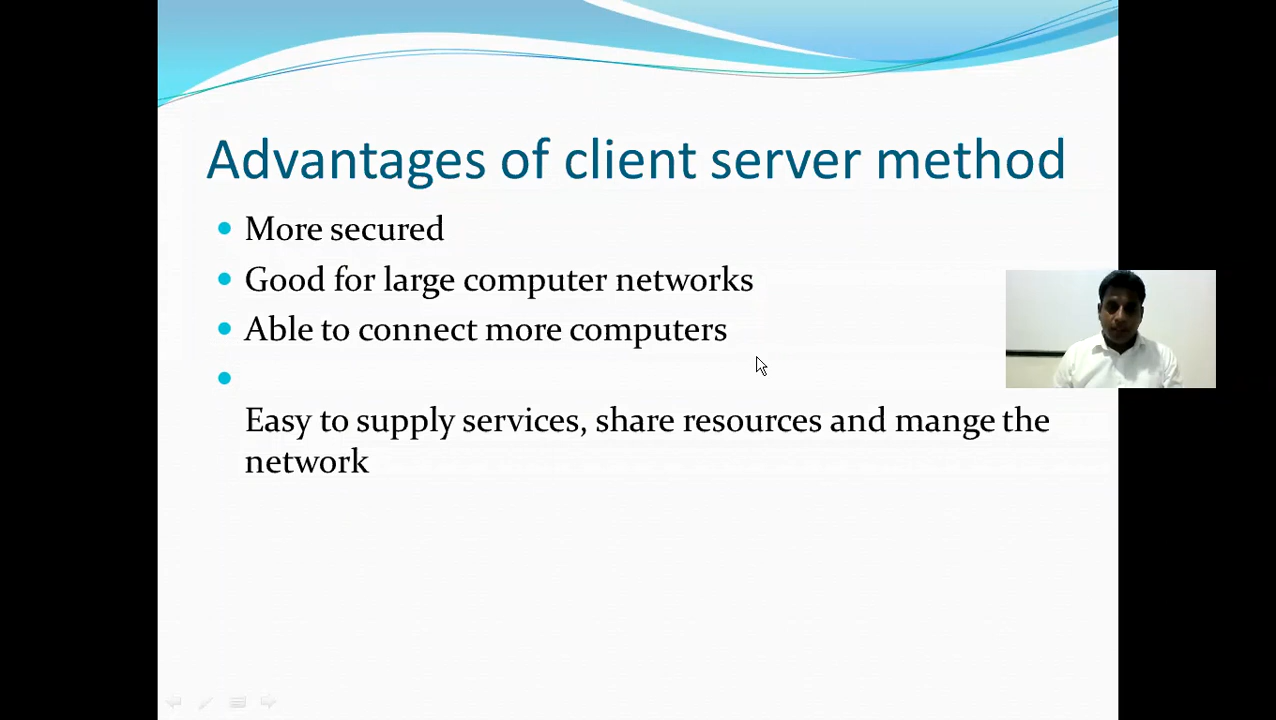 Advantages of client server method
More secured
Good for large computer networks
Able to connect more computers
Easy to supply services, share resources and mange the
network